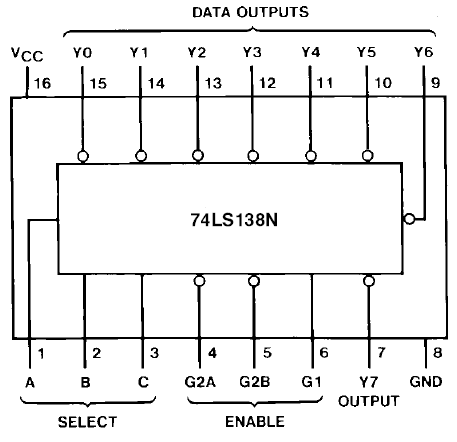 DATA OUTPUTS
VCC Y0 Y1 Y2 Y3 Y4 Y5 Y6
16 15 14 13 12 11 10 9
74LS138N
1 2 3 4 5 6 7 8
A B C G2A G2B G1 Y7 GND
OUTPUT
SELECT ENABLE